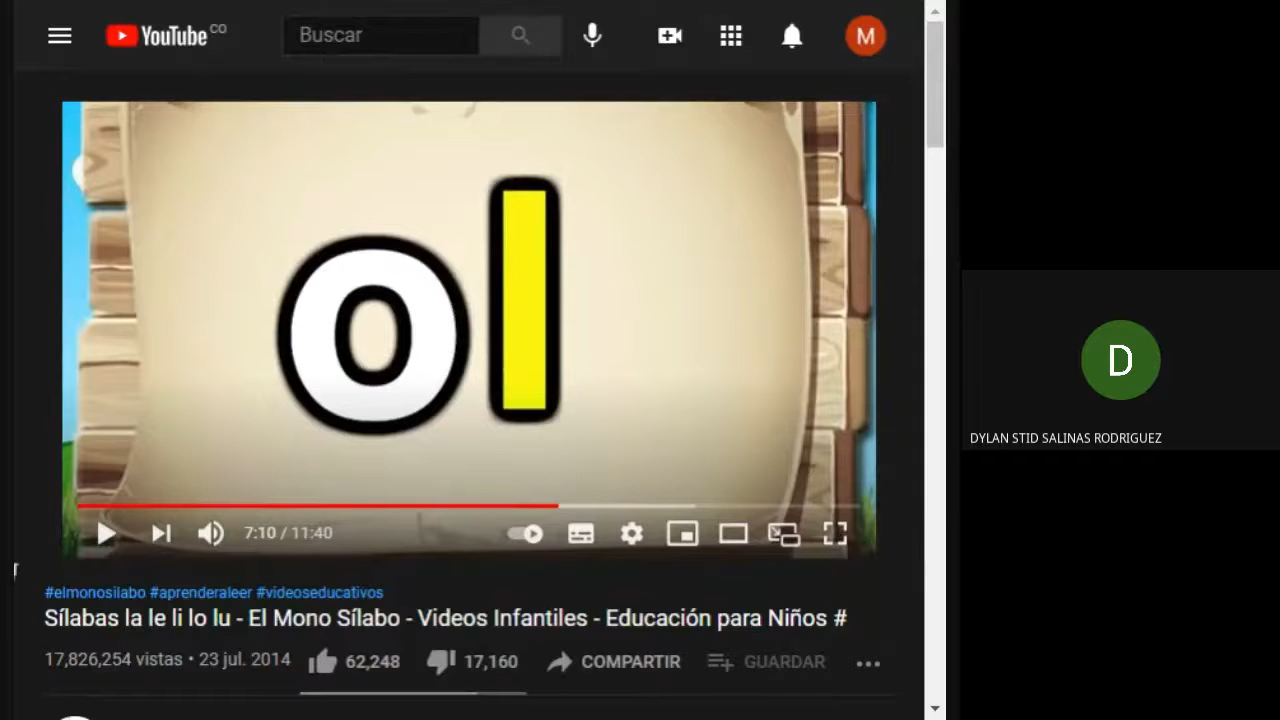 YouTube CO
Buscar
M
ol
7:10 / 11:40
#elmonosilabo #aprenderaleer #videoseducativos
Sílabas la le li lo lu - El Mono Sílabo - Videos Infantiles - Educación para Niños #
17,826,254 vistas • 23 jul. 2014
62,248
17,160
COMPARTIR
GUARDAR
D
DYLAN STID SALINAS RODRIGUEZ